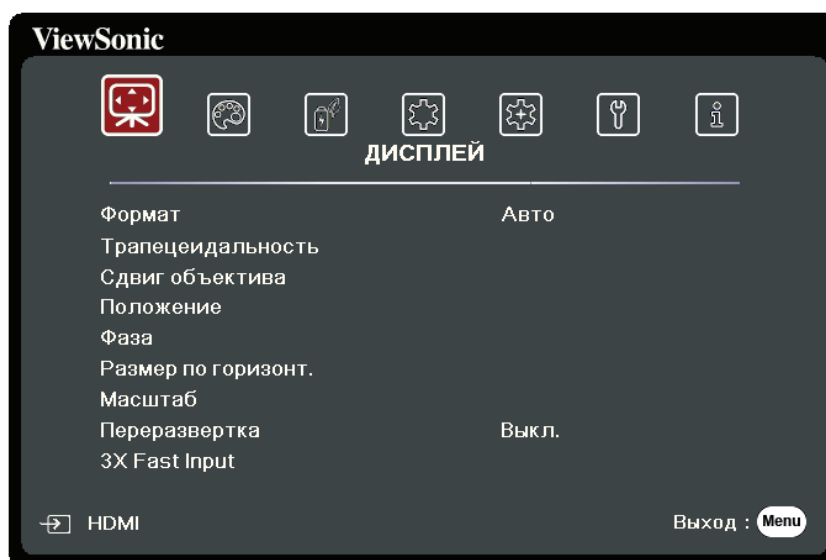 ViewSonic
ДИСПЛЕЙ
Формат Авто
Трапецеидальность
Сдвиг объектива
Положение
Фаза
Размер по горизонт.
Масштаб
Переразвертка Выкл.
3X Fast Input
HDMI Выход : Menu